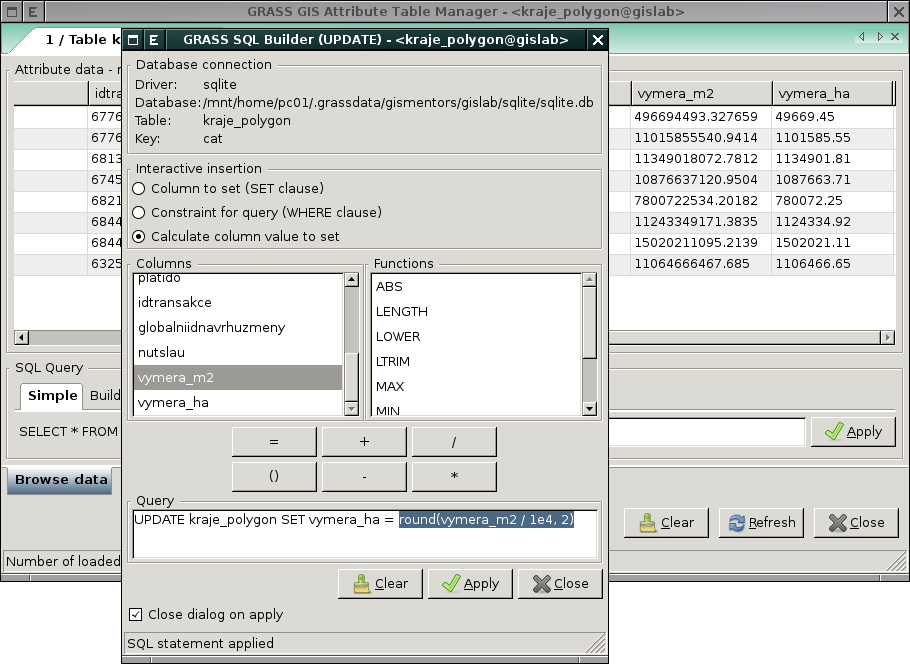 GRASS GIS Attribute Table Manager - <kraje_polygon@gislab>
1 / Table k
Attribute data -
idtra
vymera_m2 vymera_ha
6776 496694493.327659 49669.45
6776 11015855540.9414 1101585.55
6813 11349018072.7812 1134901.81
6745 10876637120.9504 1087663.71
6821 7800722534.20182 780072.25
6844 11243349171.3835 1124334.92
6844 15020211095.2139 1502021.11
6325 11064666467.685 1106466.65
SQL Query
Simple Build
SELECT * FROM
Apply
Browse data
Clear Refresh Close
Number of loaded
E GRASS SQL Builder (UPDATE) - <kraje_polygon@gislab>
Database connection
Driver: sqlite
Database: /mnt/home/pc01/.grassdata/gismentors/gislab/sqlite/sqlite.db
Table: kraje_polygon
Key: cat
Interactive insertion
Column to set (SET clause)
Constraint for query (WHERE clause)
Calculate column value to set
Columns
platido
idtransakce
globalniidnavrhuzmeny
nutslau
vymera_m2
vymera_ha
Functions
ABS
LENGTH
LOWER
LTRIM
MAX
MIN
= + /
() - *
Query
UPDATE kraje_polygon SET vymera_ha = round(vymera_m2 / 1e4, 2)
Clear Apply Close
Close dialog on apply
SQL statement applied